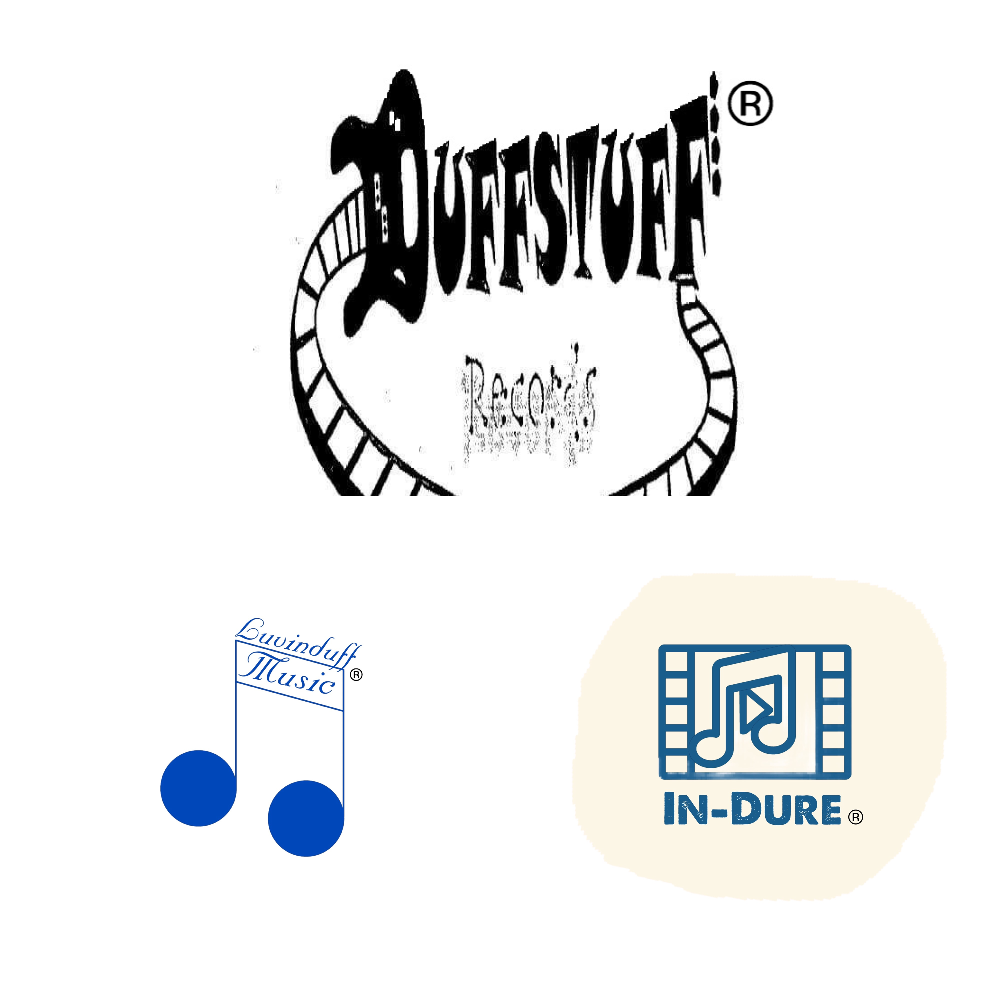 DUFFSTUFF ®
Records
Luvinduff
Music ®
IN-DURE ®